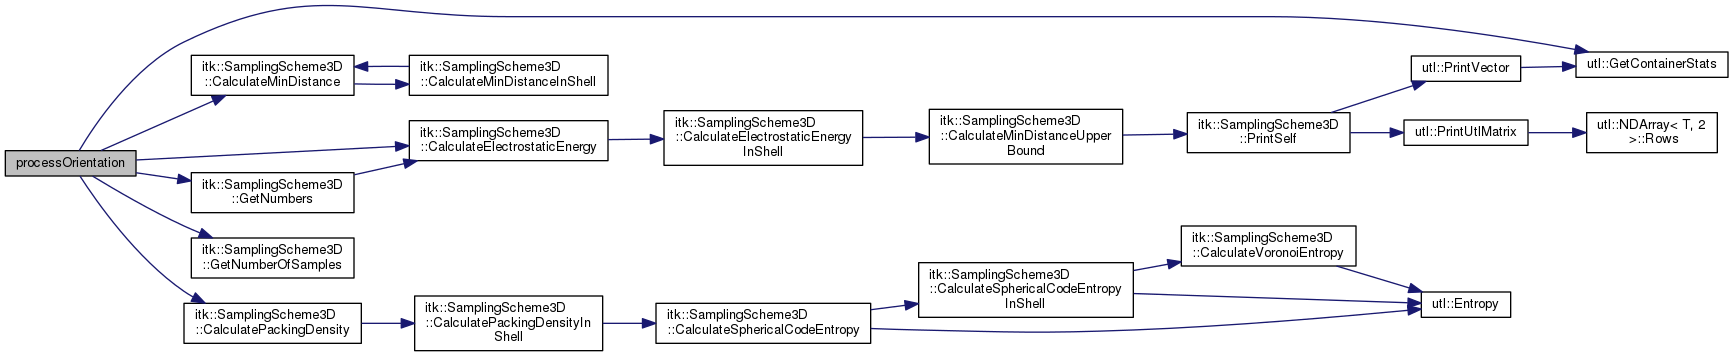 processOrientation
itk::SamplingScheme3D
::CalculateMinDistance
itk::SamplingScheme3D
::CalculateMinDistanceInShell
itk::SamplingScheme3D
::CalculateElectrostaticEnergy
itk::SamplingScheme3D
::GetNumbers
itk::SamplingScheme3D
::GetNumberOfSamples
itk::SamplingScheme3D
::CalculatePackingDensity
itk::SamplingScheme3D
::CalculateElectrostaticEnergy
InShell
itk::SamplingScheme3D
::CalculateMinDistanceUpper
Bound
itk::SamplingScheme3D
::PrintSelf
utl::PrintVector
utl::GetContainerStats
utl::PrintUtlMatrix
utl::NDArray< T, 2
>::Rows
itk::SamplingScheme3D
::CalculatePackingDensityIn
Shell
itk::SamplingScheme3D
::CalculateSphericalCodeEntropy
itk::SamplingScheme3D
::CalculateSphericalCodeEntropy
InShell
itk::SamplingScheme3D
::CalculateVoronoiEntropy
utl::Entropy